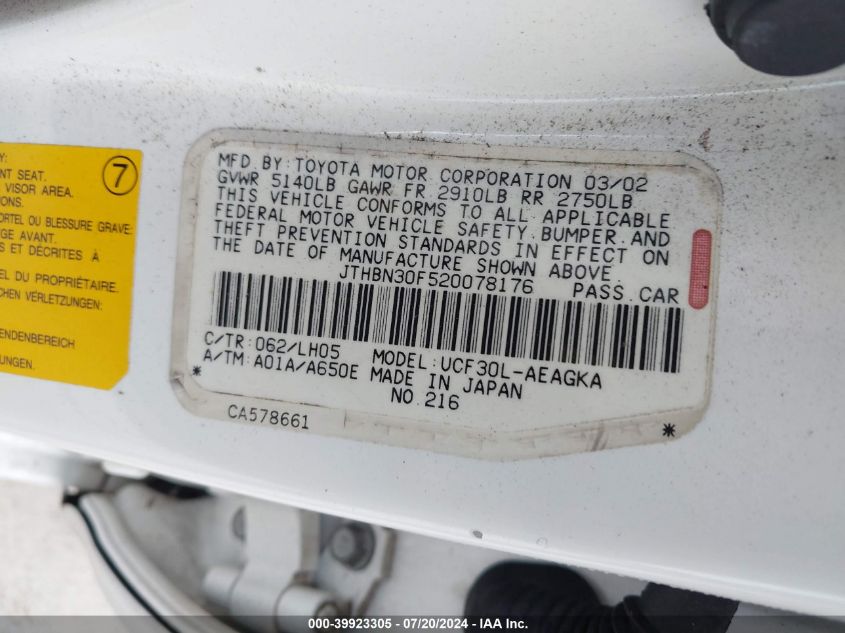 Y:
NT SEAT.
VISOR AREA.
ORTEL OU BLESSURE GRAVE:
GE AVANT.
S ET DÉCRITES À
L DU PROPRIÉTAIRE.
CHEN VERLETZUNGEN:
ENDENBEREICH
7
MFD. BY: TOYOTA MOTOR CORPORATION 03/02
GVWR 5140LB GAWR FR 2910LB RR 2750LB
THIS VEHICLE CONFORMS TO ALL APPLICABLE
FEDERAL MOTOR VEHICLE SAFETY, BUMPER, AND
THEFT PREVENTION STANDARDS IN EFFECT ON
THE DATE OF MANUFACTURE SHOWN ABOVE.
JTHBN30F520078176 PASS. CAR
C/TR: 062/LH05 MODEL: UCF30L-AEAGKA
A/TM: A01A/A650E MADE IN JAPAN
* NO. 216 *
CA578661
000-39923305 / 07/20/2024 - IAA Inc.